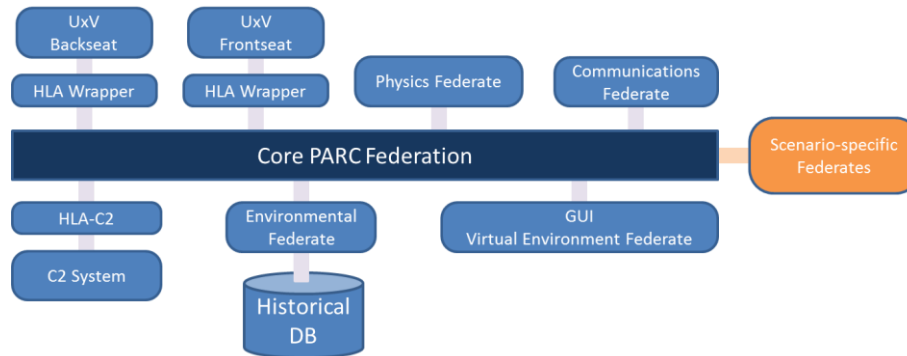 UxV
Backseat
UxV
Frontseat
HLA Wrapper
HLA Wrapper
Physics Federate
Communications
Federate
Core PARC Federation
Scenario-specific
Federates
HLA-C2
Environmental
Federate
GUI
Virtual Environment Federate
C2 System
Historical
DB